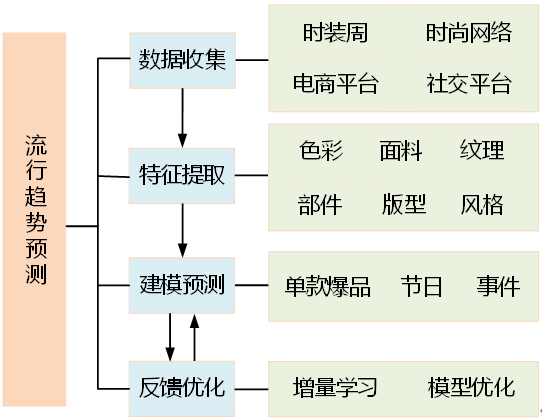 流行趋势预测
数据收集
时装周 时尚网络
电商平台 社交平台
特征提取
色彩 面料 纹理
部件 版型 风格
建模预测
单款爆品 节日 事件
反馈优化
增量学习 模型优化